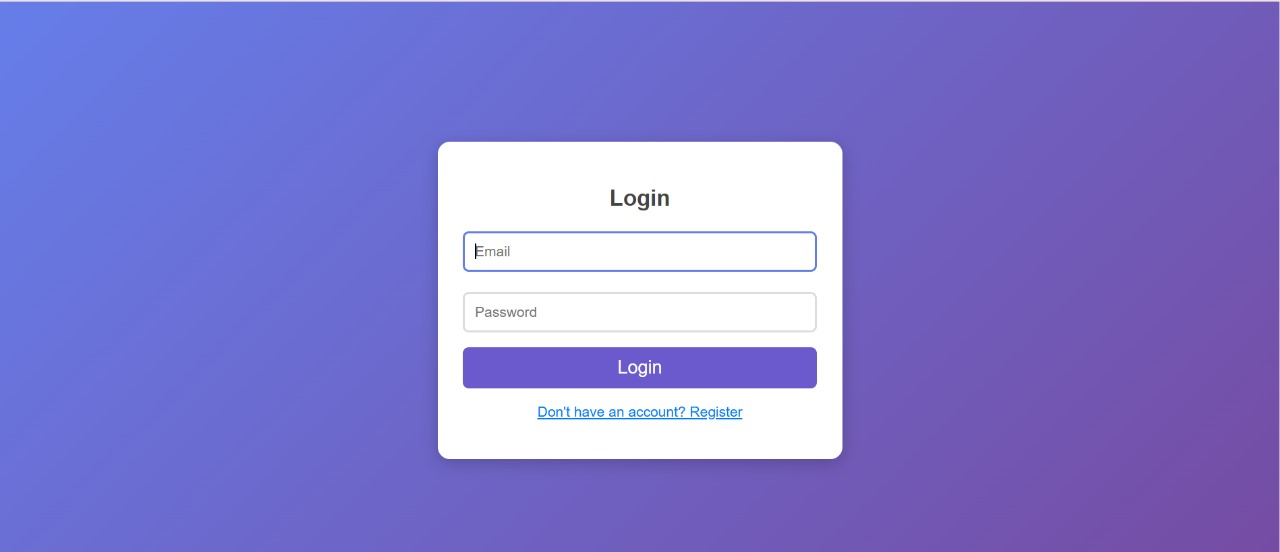 Login
Email
Password
Login
Don't have an account? Register